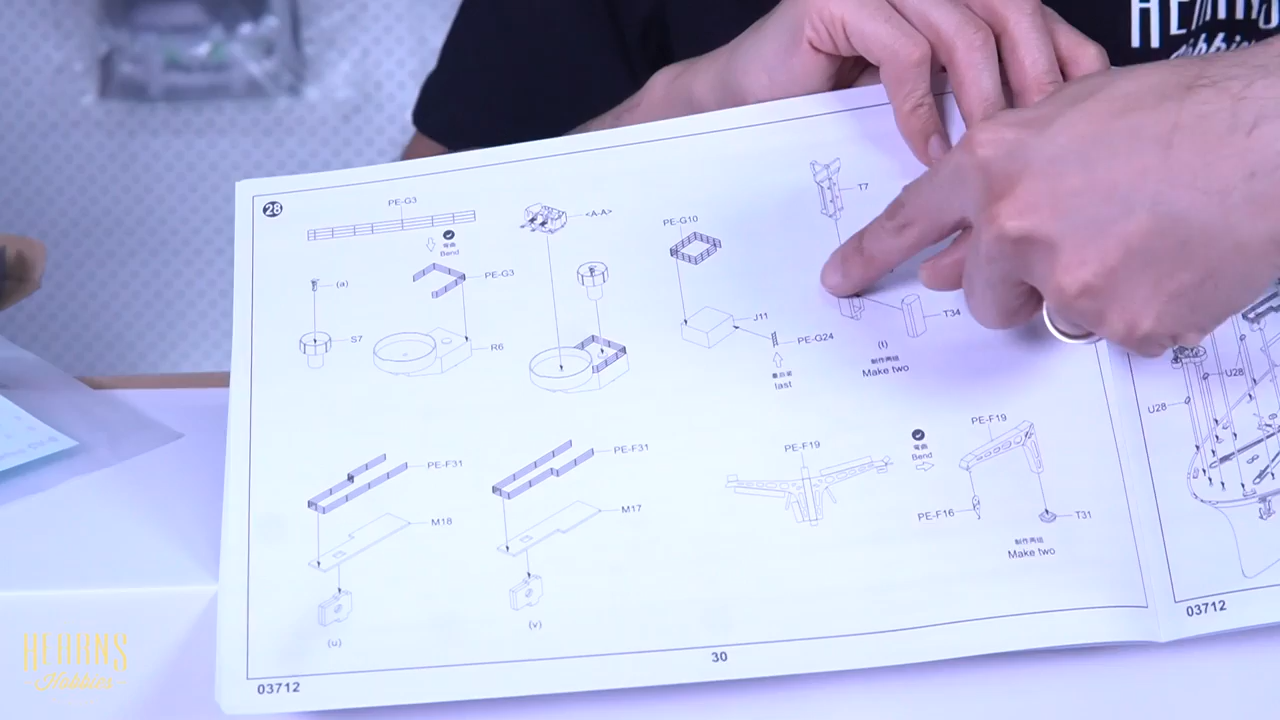 HEARNS
Hobbies
28
PE-G3
弯曲
Bend
PE-G3
(a)
S7
R6
<A-A>
PE-G10
J11
PE-G24
最后装
last
T7
T34
(t)
制作两组
Make two
PE-F31
M18
(u)
PE-F31
M17
(v)
PE-F19
弯曲
Bend
PE-F19
PE-F16
T31
制作两组
Make two
30
03712
U28
U28
03712
HEARNS
Hobbies